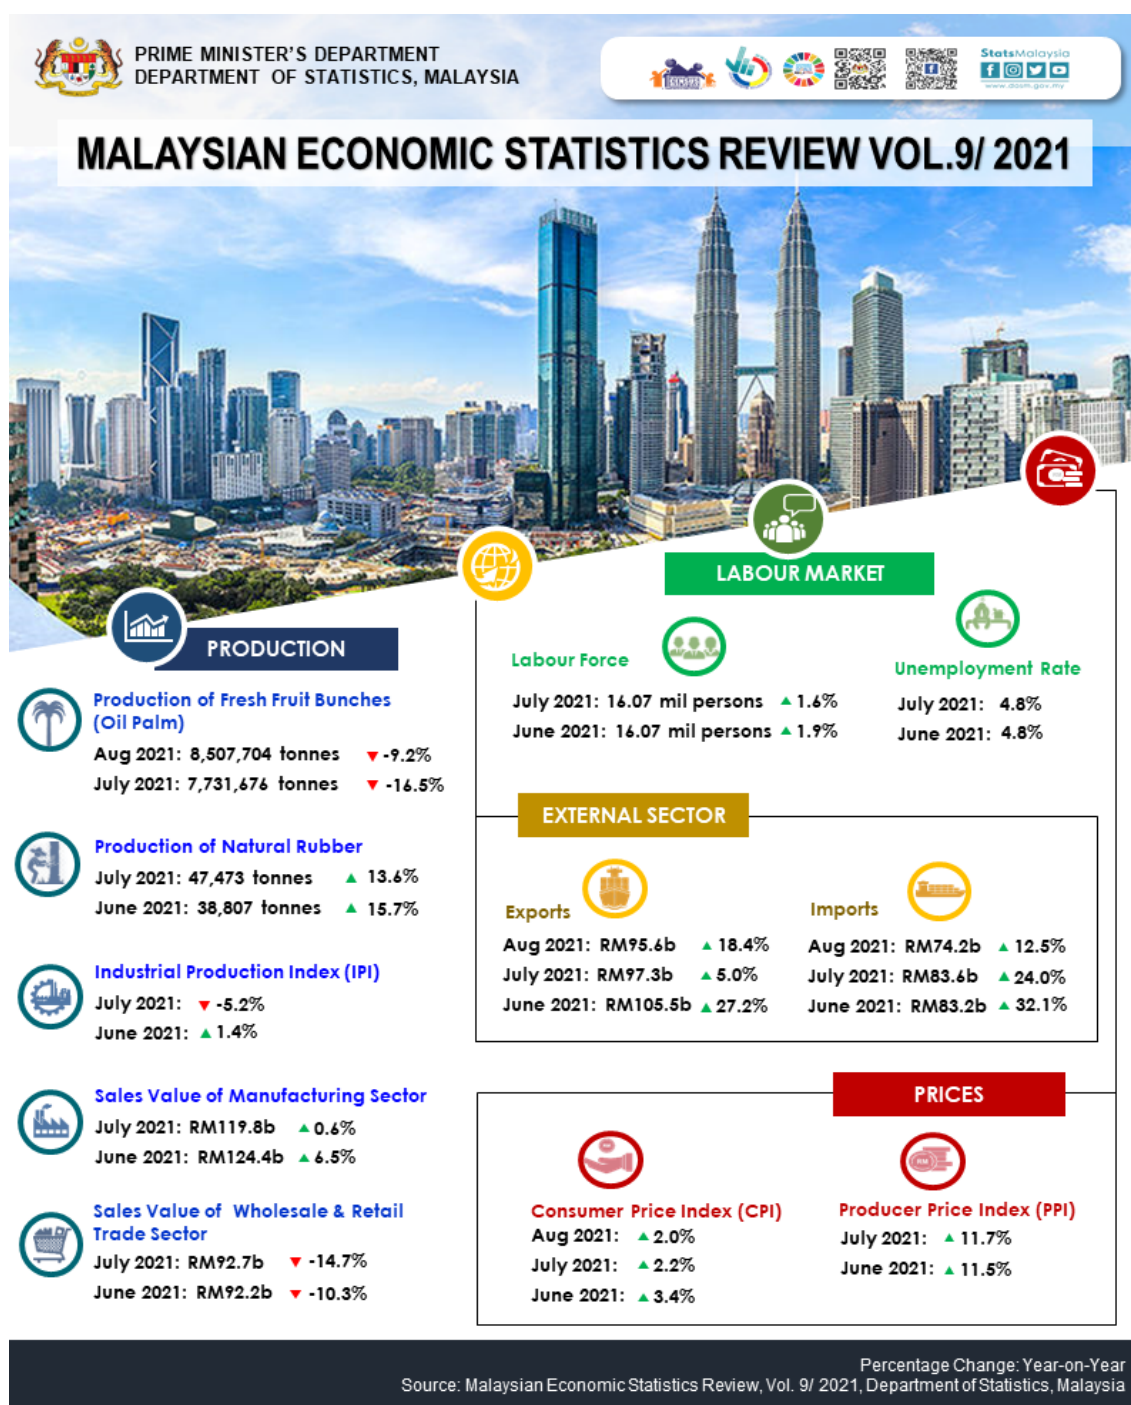 PRIME MINISTER'S DEPARTMENT
DEPARTMENT OF STATISTICS, MALAYSIA
StatsMalaysia
www.dosm.gov.my
MALAYSIAN ECONOMIC STATISTICS REVIEW VOL.9/ 2021
PRODUCTION
Production of Fresh Fruit Bunches
(Oil Palm)
Aug 2021: 8,507,704 tonnes ▼ -9.2%
July 2021: 7,731,676 tonnes ▼ -16.5%
Production of Natural Rubber
July 2021: 47,473 tonnes ▲ 13.6%
June 2021: 38,807 tonnes ▲ 15.7%
Industrial Production Index (IPI)
July 2021: ▼ -5.2%
June 2021: ▲ 1.4%
Sales Value of Manufacturing Sector
July 2021: RM119.8b ▲ 0.6%
June 2021: RM124.4b ▲ 6.5%
Sales Value of Wholesale & Retail
Trade Sector
July 2021: RM92.7b ▼ -14.7%
June 2021: RM92.2b ▼ -10.3%
LABOUR MARKET
Labour Force
July 2021: 16.07 mil persons ▲ 1.6%
June 2021: 16.07 mil persons ▲ 1.9%
Unemployment Rate
July 2021: 4.8%
June 2021: 4.8%
EXTERNAL SECTOR
Exports
Aug 2021: RM95.6b ▲ 18.4%
July 2021: RM97.3b ▲ 5.0%
June 2021: RM105.5b ▲ 27.2%
Imports
Aug 2021: RM74.2b ▲ 12.5%
July 2021: RM83.6b ▲ 24.0%
June 2021: RM83.2b ▲ 32.1%
PRICES
Consumer Price Index (CPI)
Aug 2021: ▲ 2.0%
July 2021: ▲ 2.2%
June 2021: ▲ 3.4%
RM
Producer Price Index (PPI)
July 2021: ▲ 11.7%
June 2021: ▲ 11.5%
Percentage Change: Year-on-Year
Source: Malaysian Economic Statistics Review, Vol. 9/ 2021, Department of Statistics, Malaysia